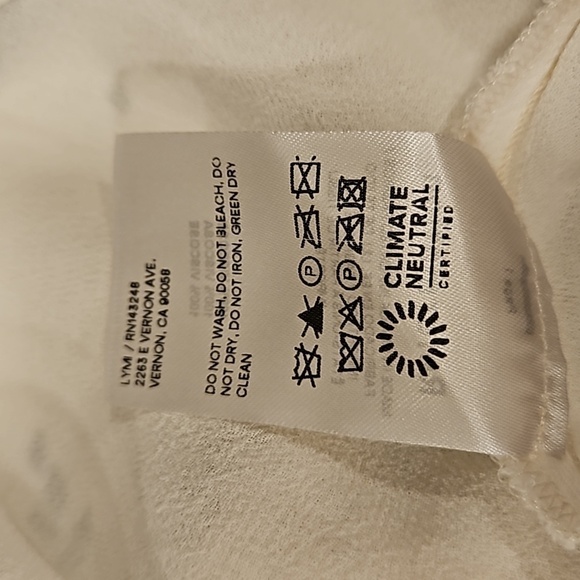 LYMI / RN143248
2263 E VERNON AVE.
VERNON, CA 90058
DO NOT WASH, DO NOT BLEACH, DO
NOT DRY, DO NOT IRON, GREEN DRY
CLEAN
P
P
CLIMATE
NEUTRAL
CERTIFIED